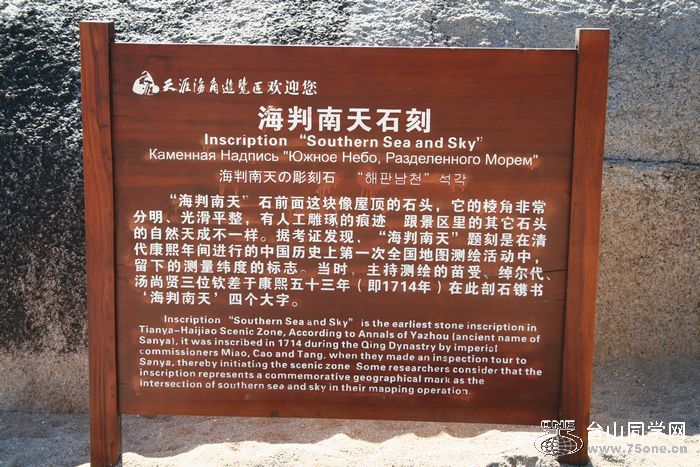 天涯海角游览区欢迎您
海判南天石刻
Inscription “Southern Sea and Sky”
Каменная Надпись "Южное Небо, Разделенного Морем"
海判南天の彫刻石 “해판남천” 석각
“海判南天”石前面这块像屋顶的石头，它的棱角非常
分明、光滑平整，有人工雕琢的痕迹，跟景区里的其它石头
的自然天成不一样。据考证发现，“海判南天”题刻是在清
代康熙年间进行的中国历史上第一次全国地图测绘活动中，
留下的测量纬度的标志。当时，主持测绘的苗受、绰尔代、
汤尚贤三位钦差于康熙五十三年（即1714年）在此剖石镌书
‘海判南天’四个大字。
Inscription “Southern Sea and Sky” is the earliest stone inscription in
Tianya-Haijiao Scenic Zone, According to Annals of Yazhou (ancient name of
Sanya), it was inscribed in 1714 during the Qing Dynastry by imperial
commissioners Miao, Cao and Tang, when they made an inspection tour to
Sanya, thereby initiating the scenic zone. Some researchers consider that the
inscription represents a commemorative geographical mark as the
intersection of southern sea and sky in their mapping operation.
台山同学网
www.75one.cn